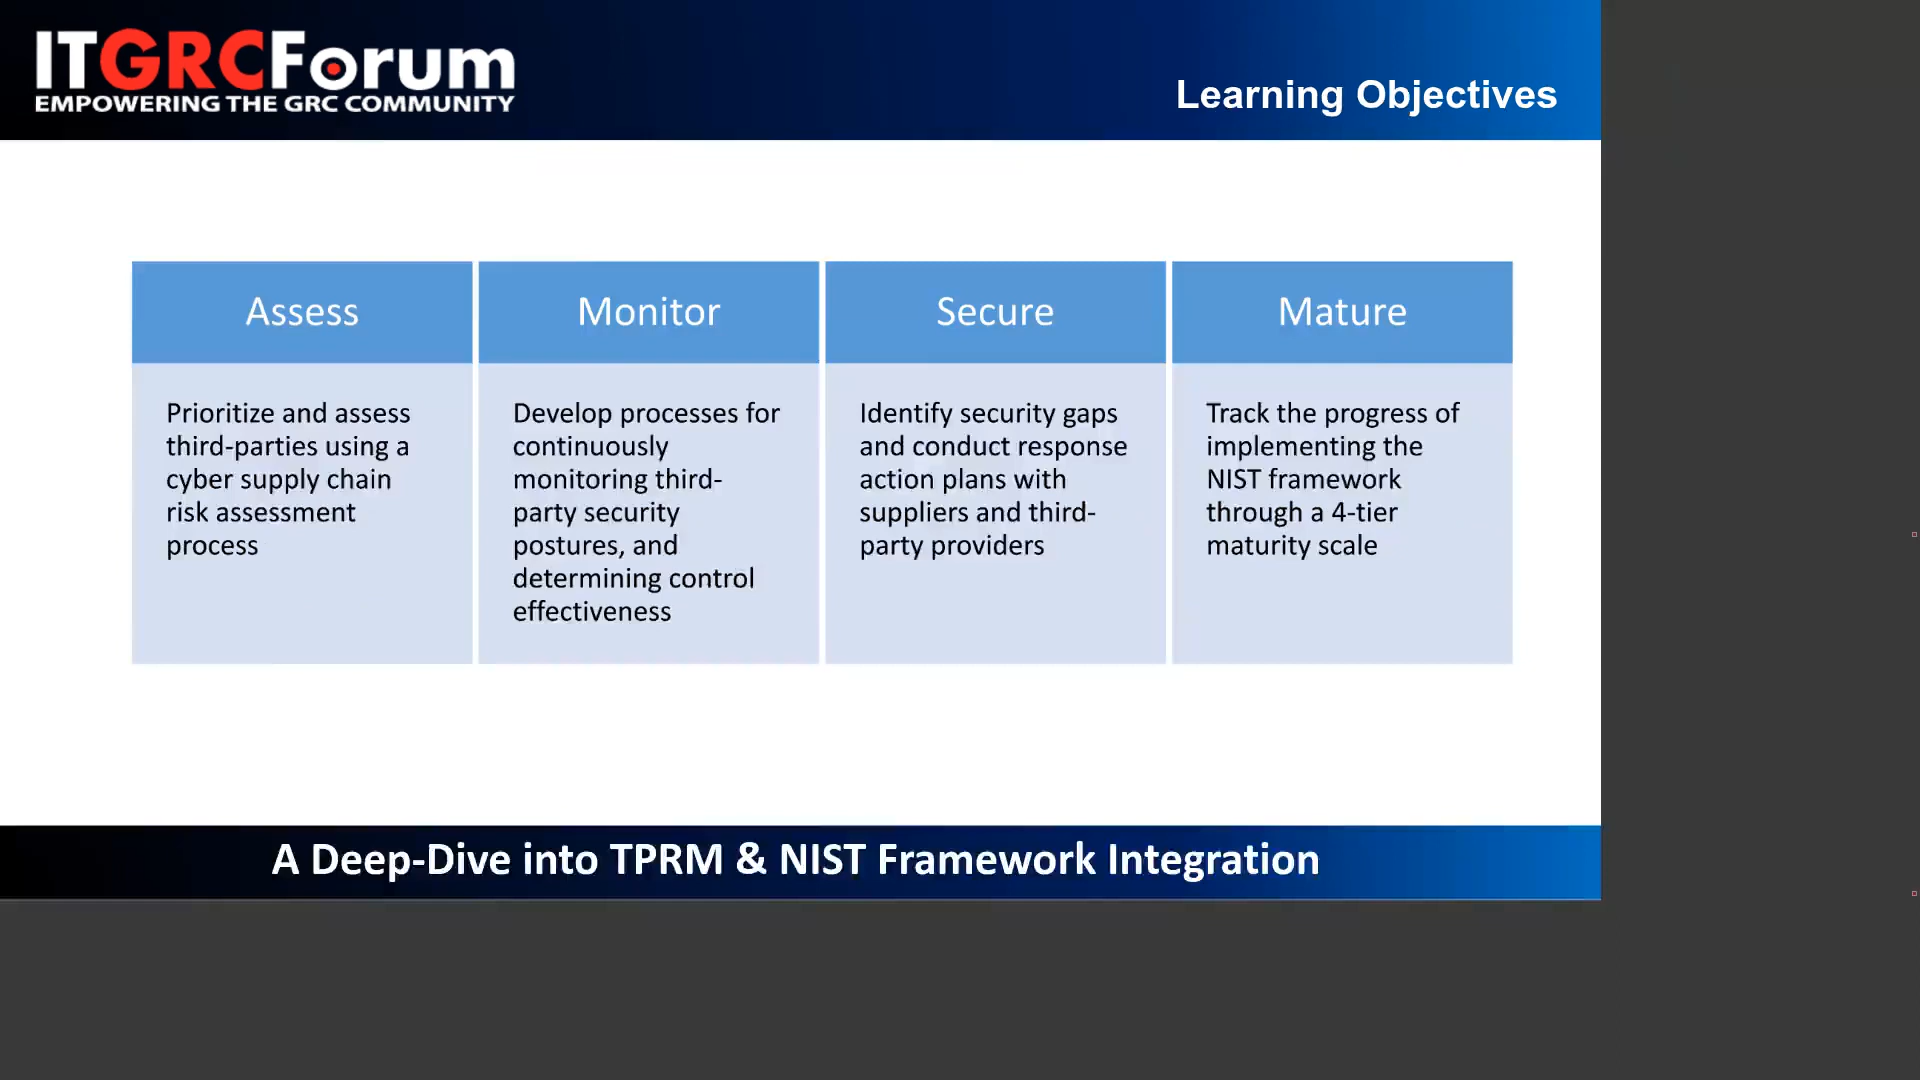 ITGRCForum
EMPOWERING THE GRC COMMUNITY
Learning Objectives
Assess
Prioritize and assess
third-parties using a
cyber supply chain
risk assessment
process
Monitor
Develop processes for
continuously
monitoring third-
party security
postures, and
determining control
effectiveness
Secure
Identify security gaps
and conduct response
action plans with
suppliers and third-
party providers
Mature
Track the progress of
implementing the
NIST framework
through a 4-tier
maturity scale
A Deep-Dive into TPRM & NIST Framework Integration